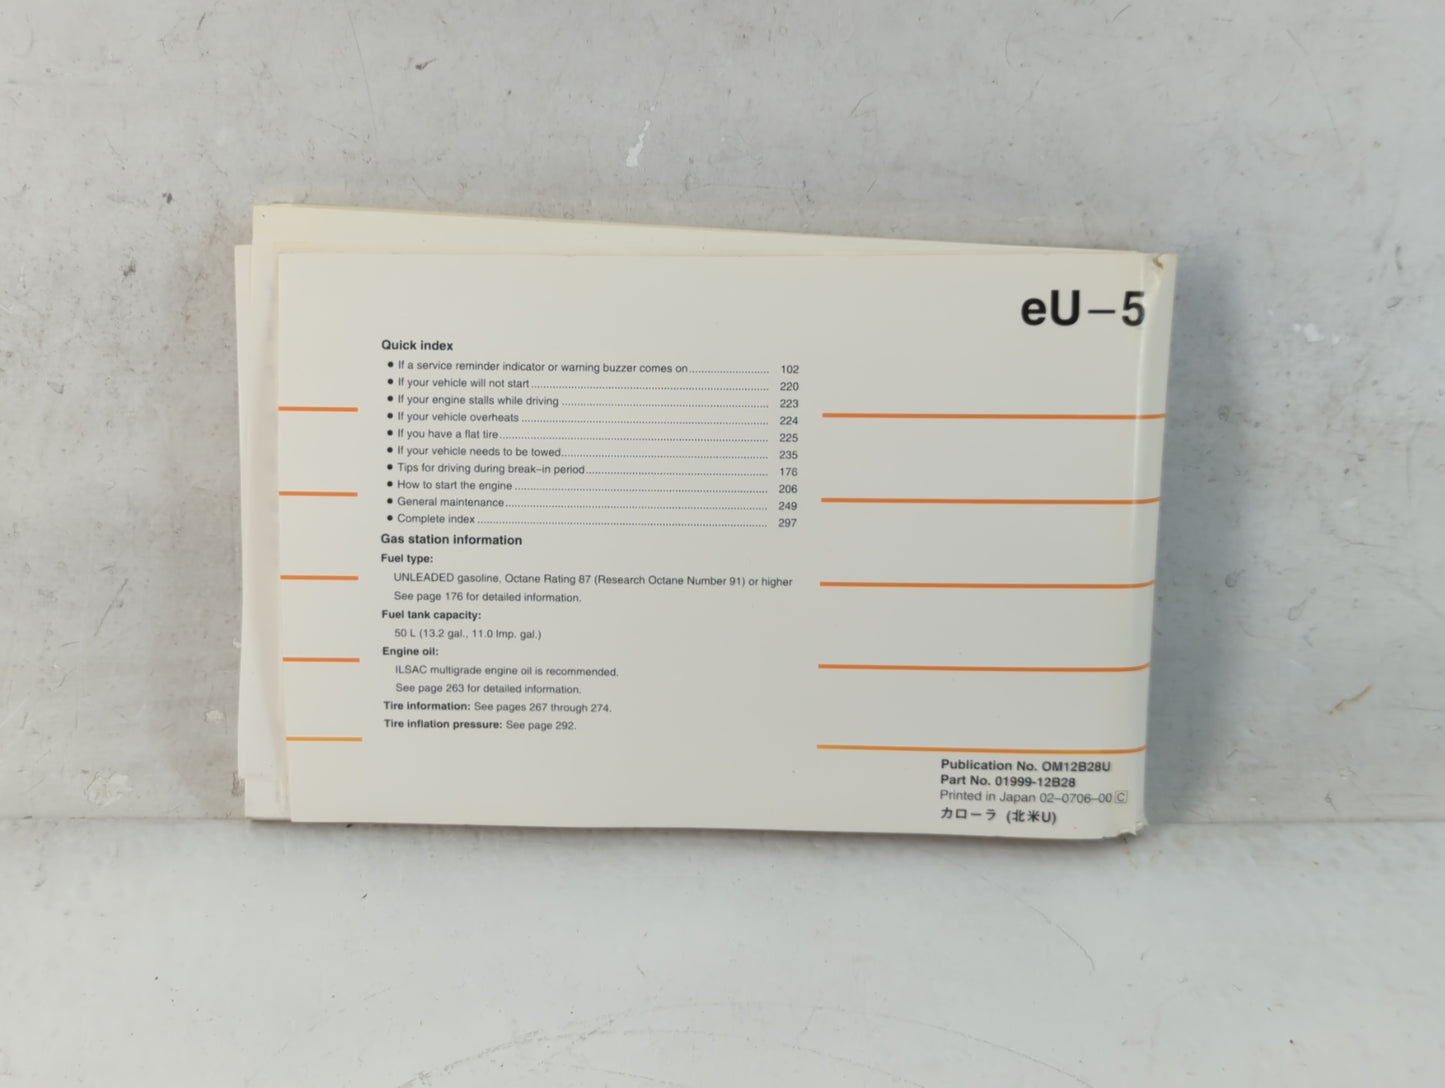 eU–5
Quick index
● If a service reminder indicator or warning buzzer comes on........................ 102
● If your vehicle will not start........................ 220
● If your engine stalls while driving ........................ 223
● If your vehicle overheats ........................ 224
● If you have a flat tire........................ 225
● If your vehicle needs to be towed........................ 235
● Tips for driving during break–in period........................ 176
● How to start the engine ........................ 206
● General maintenance........................ 249
● Complete index ........................ 297
Gas station information
Fuel type:
UNLEADED gasoline, Octane Rating 87 (Research Octane Number 91) or higher
See page 176 for detailed information.
Fuel tank capacity:
50 L (13.2 gal., 11.0 Imp. gal.)
Engine oil:
ILSAC multigrade engine oil is recommended.
See page 263 for detailed information.
Tire information: See pages 267 through 274.
Tire inflation pressure: See page 292.
Publication No. OM12B28U
Part No. 01999-12B28
Printed in Japan 02–0706–00 C
カローラ (北米U)